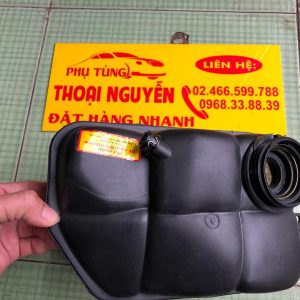 LIÊN HỆ:
PHỤ TÙNG
02.466.599.788
THOẠI NGUYỄN
0968.33.88.39
ĐẶT HÀNG NHANH